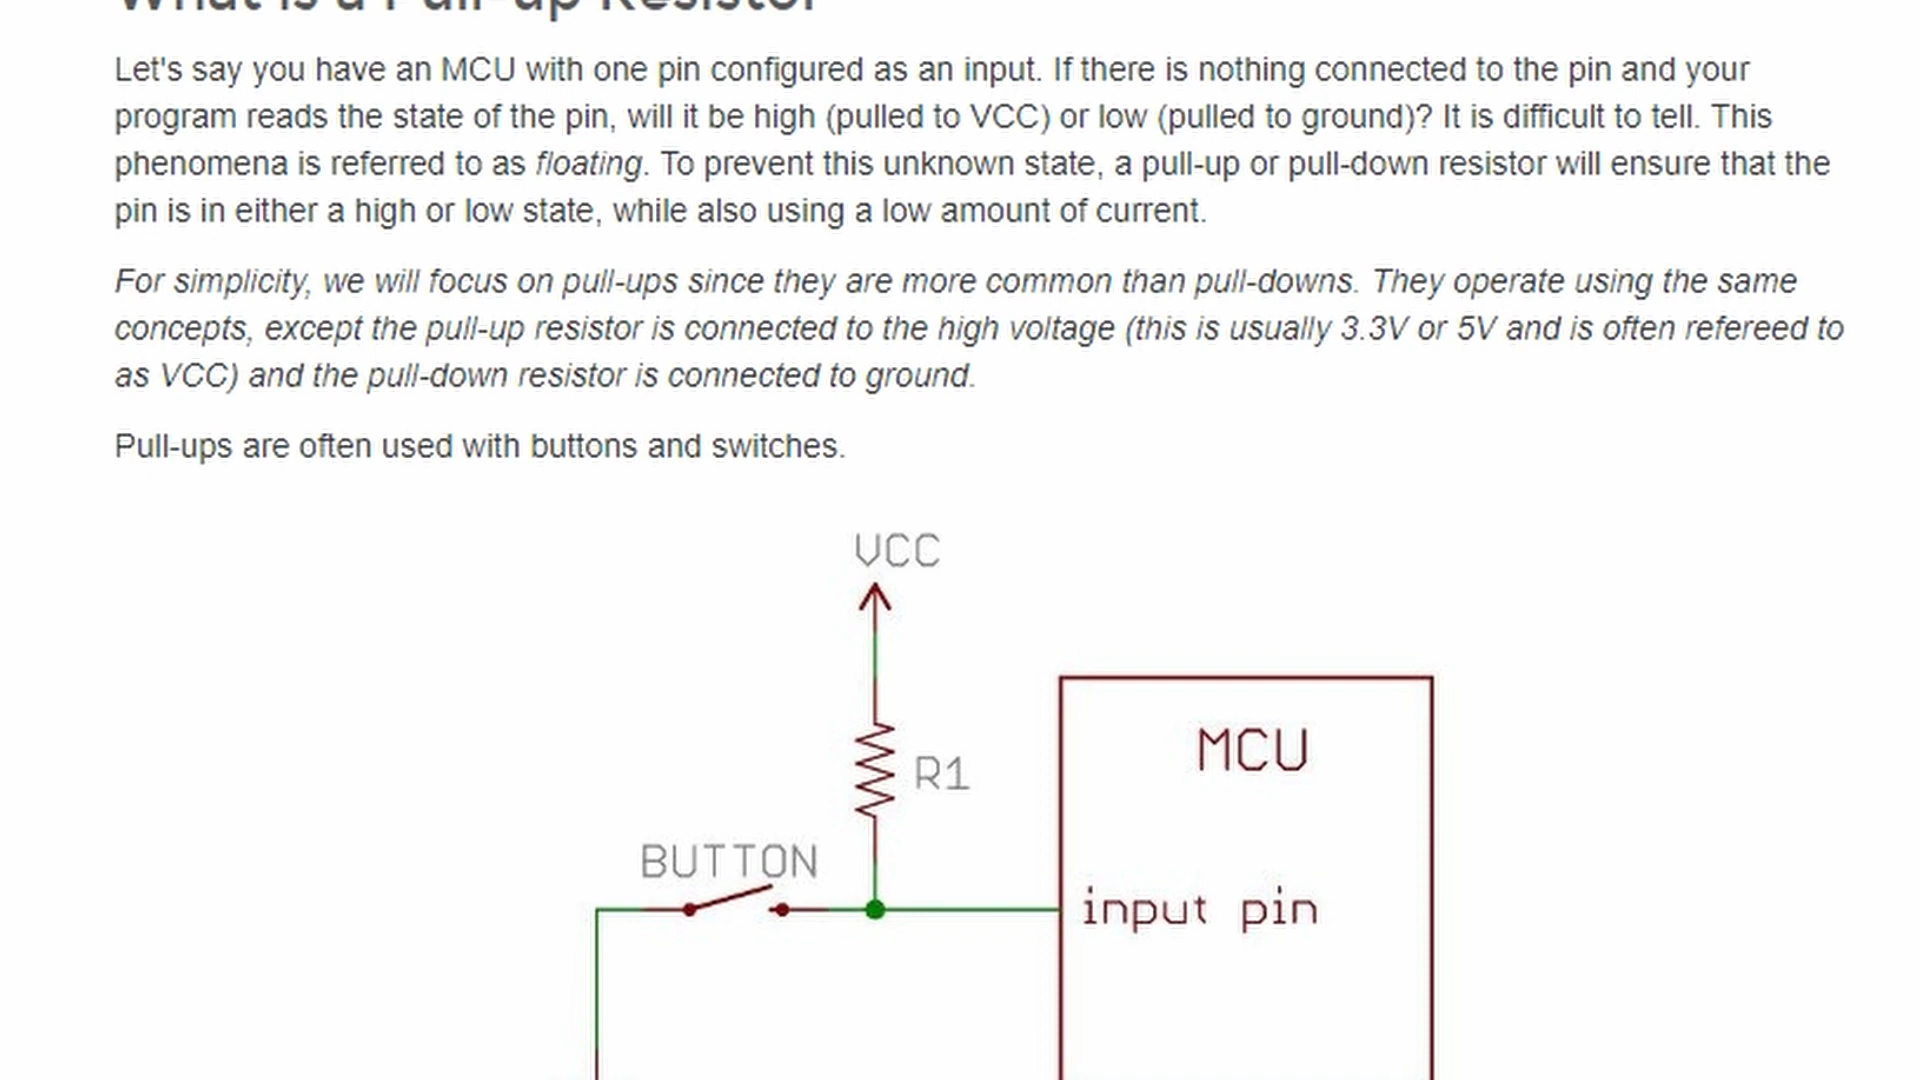 What is a Pull-up Resistor
Let's say you have an MCU with one pin configured as an input. If there is nothing connected to the pin and your
program reads the state of the pin, will it be high (pulled to VCC) or low (pulled to ground)? It is difficult to tell. This
phenomena is referred to as floating. To prevent this unknown state, a pull-up or pull-down resistor will ensure that the
pin is in either a high or low state, while also using a low amount of current.
For simplicity, we will focus on pull-ups since they are more common than pull-downs. They operate using the same
concepts, except the pull-up resistor is connected to the high voltage (this is usually 3.3V or 5V and is often refereed to
as VCC) and the pull-down resistor is connected to ground.
Pull-ups are often used with buttons and switches.
VCC
MCU
R1
BUTTON
input pin